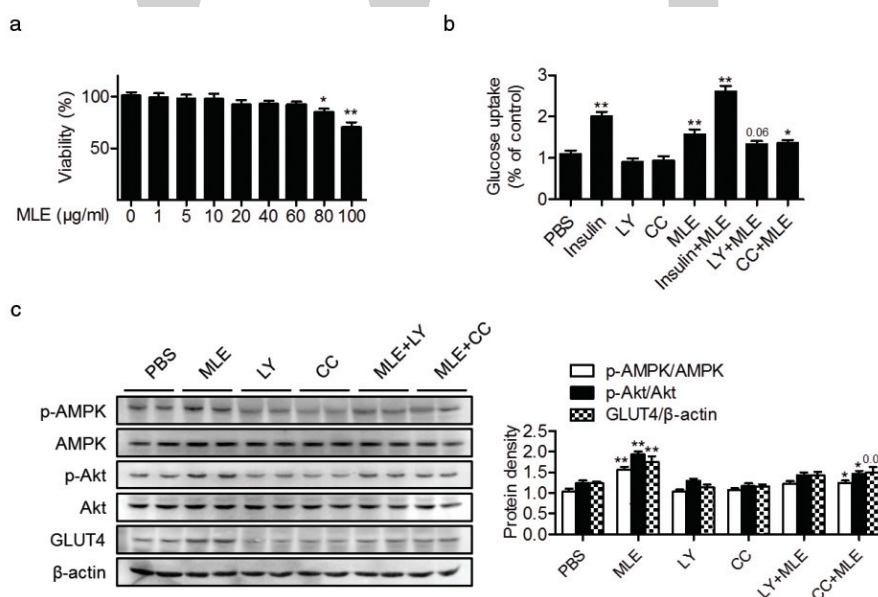 a
Viability (%)
100
50
MLE (µg/ml) 0 1 5 10 20 40 60 80 100
* **
b
Glucose uptake
(% of control)
3
2
1
0
** ** ** 0.06 *
PBS Insulin LY CC MLE Insulin+MLE LY+MLE CC+MLE
c
PBS MLE LY CC MLE+LY MLE+CC
p-AMPK
AMPK
p-Akt
Akt
GLUT4
β-actin
p-AMPK/AMPK
p-Akt/Akt
GLUT4/β-actin
Protein density
2.5
2.0
1.5
1.0
0.5
0.0
** ** ** * *
PBS MLE LY CC LY+MLE CC+MLE